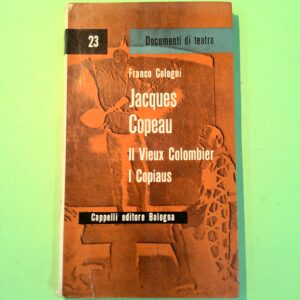 23
Documenti di teatro
Franco Cologni
Jacques
Copeau
Il Vieux Colombier
I Copiaus
Cappelli editore Bologna